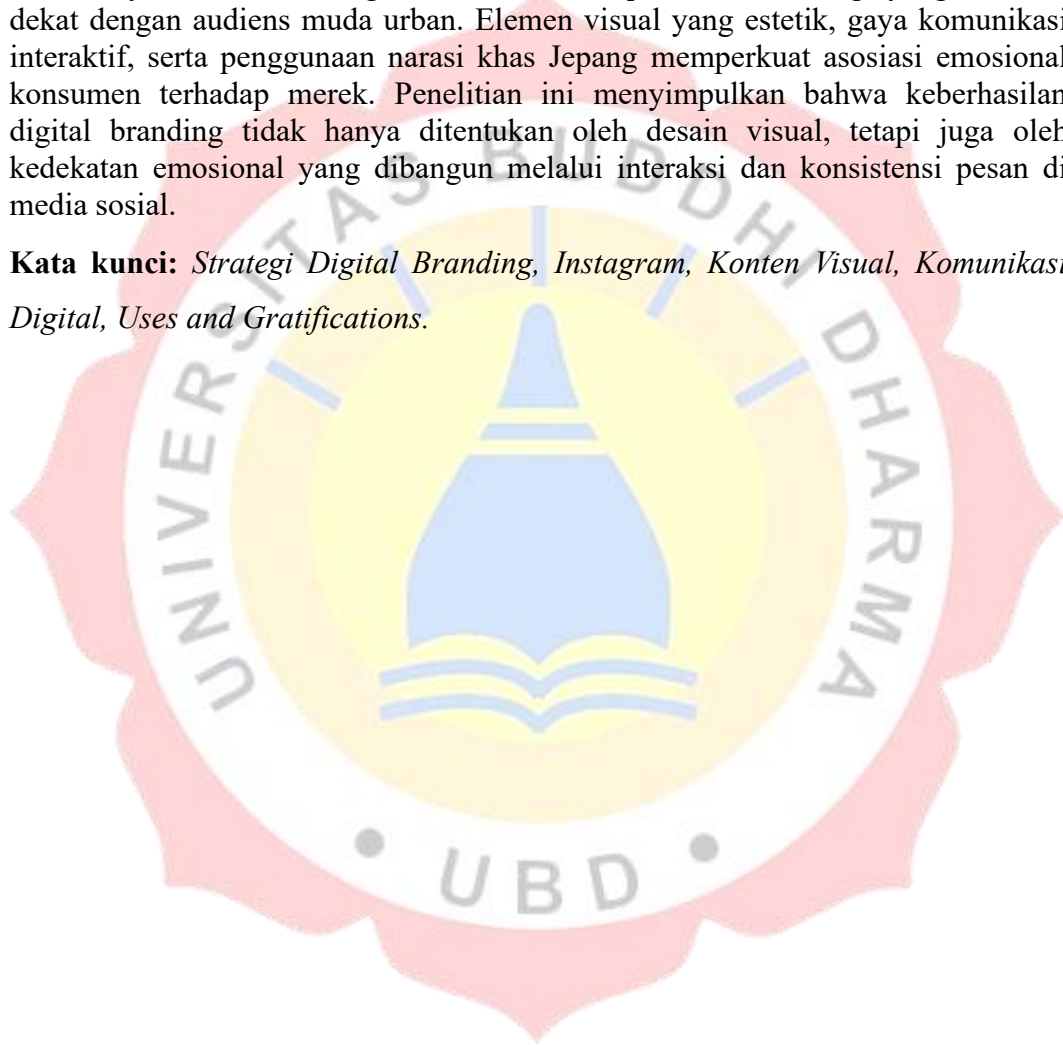 dekat dengan audiens muda urban. Elemen visual yang estetik, gaya komunikasi
interaktif, serta penggunaan narasi khas Jepang memperkuat asosiasi emosional
konsumen terhadap merek. Penelitian ini menyimpulkan bahwa keberhasilan
digital branding tidak hanya ditentukan oleh desain visual, tetapi juga oleh
kedekatan emosional yang dibangun melalui interaksi dan konsistensi pesan di
media sosial.
Kata kunci: Strategi Digital Branding, Instagram, Konten Visual, Komunikasi
Digital, Uses and Gratifications.
UNIVERSITAS BUDDHI DHARMA
• UBD •